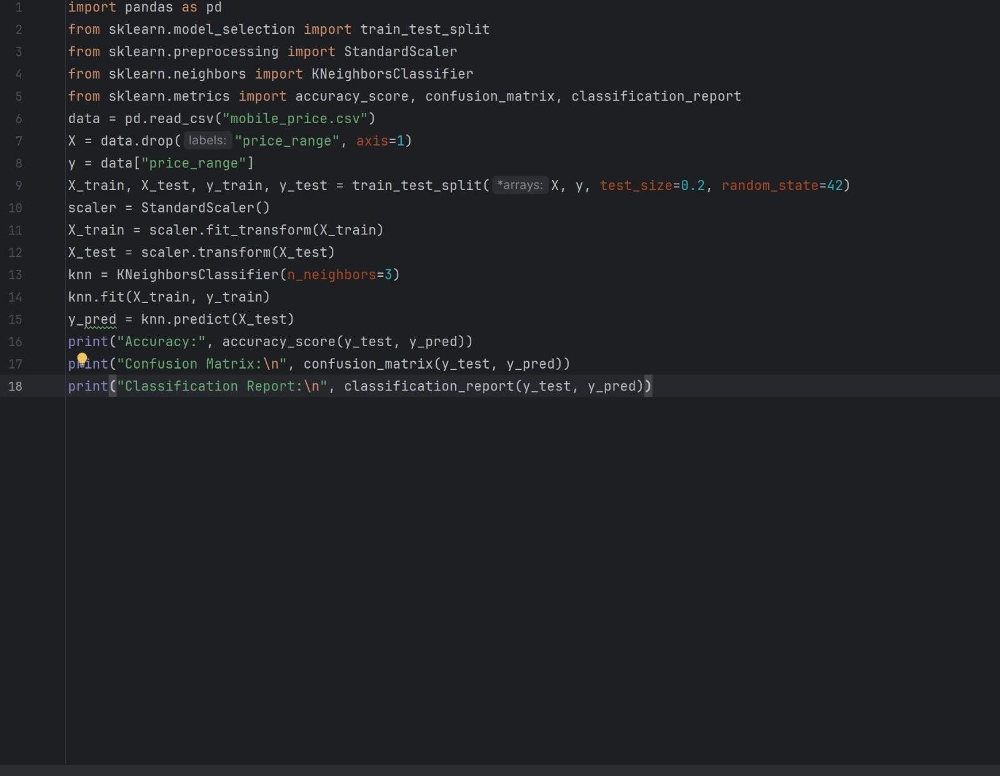 1 import pandas as pd
2 from sklearn.model_selection import train_test_split
3 from sklearn.preprocessing import StandardScaler
4 from sklearn.neighbors import KNeighborsClassifier
5 from sklearn.metrics import accuracy_score, confusion_matrix, classification_report
6 data = pd.read_csv("mobile_price.csv")
7 X = data.drop( labels: "price_range", axis=1)
8 y = data["price_range"]
9 X_train, X_test, y_train, y_test = train_test_split( *arrays: X, y, test_size=0.2, random_state=42)
10 scaler = StandardScaler()
11 X_train = scaler.fit_transform(X_train)
12 X_test = scaler.transform(X_test)
13 knn = KNeighborsClassifier(n_neighbors=3)
14 knn.fit(X_train, y_train)
15 y_pred = knn.predict(X_test)
16 print("Accuracy:", accuracy_score(y_test, y_pred))
17 print("Confusion Matrix:\n", confusion_matrix(y_test, y_pred))
18 print("Classification Report:\n", classification_report(y_test, y_pred))